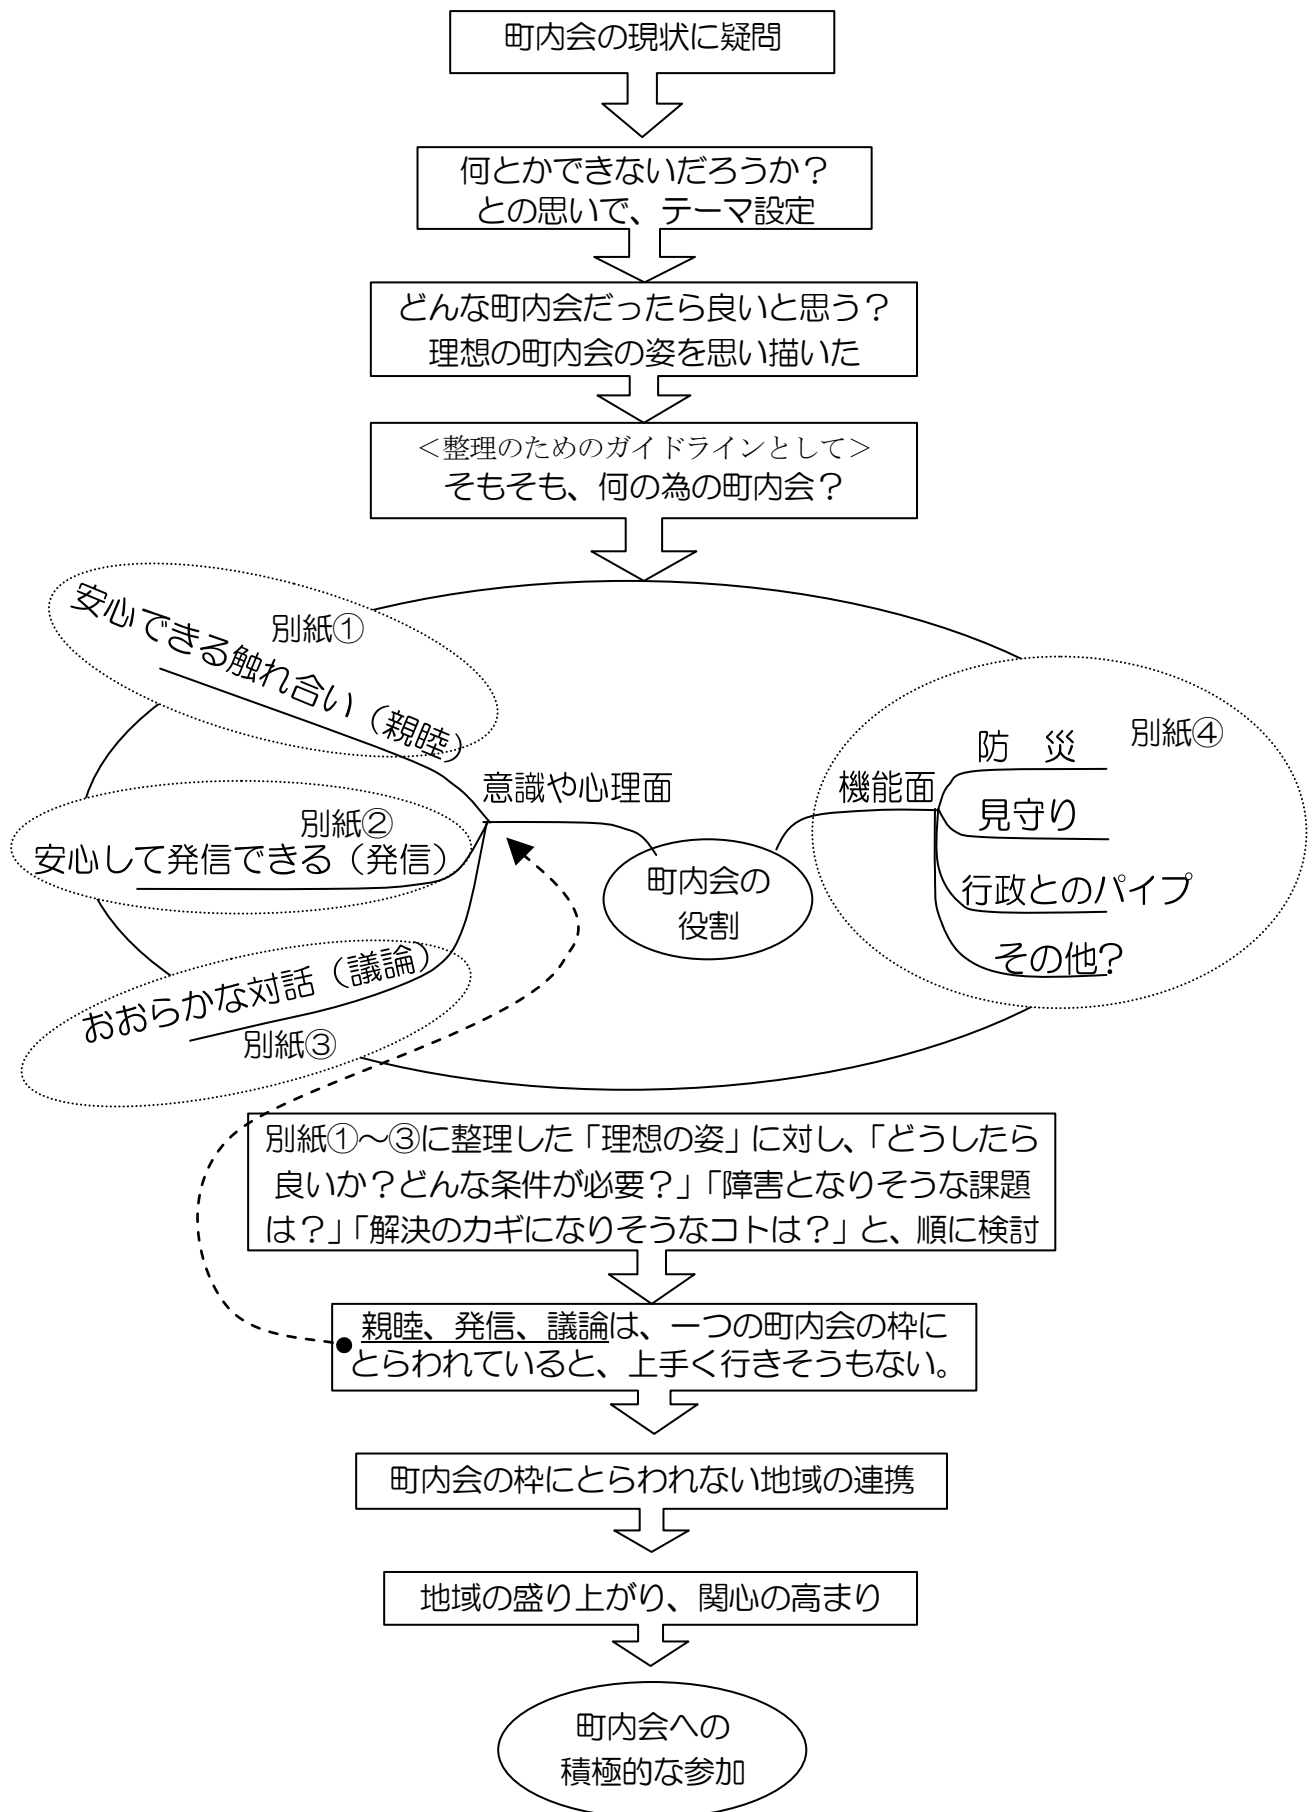 町内会の現状に疑問
何とかできないだろうか？
との思いで、テーマ設定
どんな町内会だったら良いと思う？
理想の町内会の姿を思い描いた
＜整理のためのガイドラインとして＞
そもそも、何の為の町内会？
別紙①
安心できる触れ合い（親睦）
別紙②
安心して発信できる（発信）
おおらかな対話（議論）
別紙③
意識や心理面
町内会の
役割
機能面
別紙④
防　災
見守り
行政とのパイプ
その他？
別紙①～③に整理した「理想の姿」に対し、「どうしたら
良いか？どんな条件が必要？」「障害となりそうな課題
は？」「解決のカギになりそうなコトは？」と、順に検討
親睦、発信、議論は、一つの町内会の枠に
とらわれていると、上手く行きそうもない。
町内会の枠にとらわれない地域の連携
地域の盛り上がり、関心の高まり
町内会への
積極的な参加